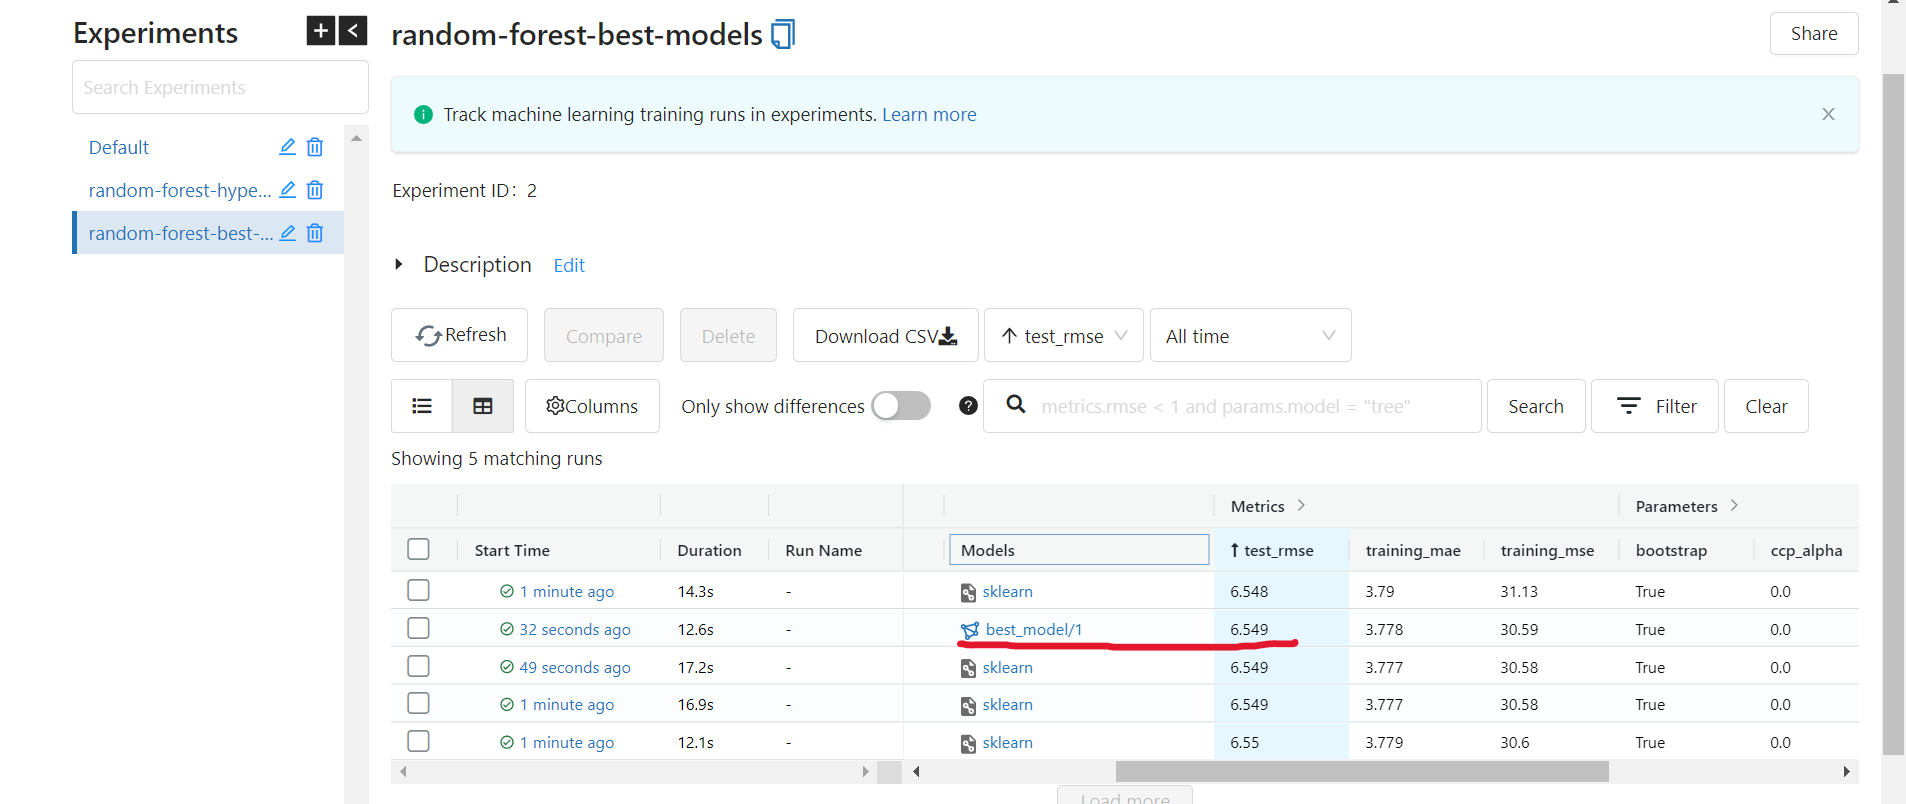 Experiments
+ <
Search Experiments
Default
random-forest-hype...
random-forest-best-...
random-forest-best-models
Share
Track machine learning training runs in experiments. Learn more
Experiment ID: 2
Description Edit
Refresh Compare Delete Download CSV ↑ test_rmse All time
Columns Only show differences ? metrics.rmse < 1 and params.model = "tree" Search Filter Clear
Showing 5 matching runs
Metrics > Parameters >
Start Time Duration Run Name Models ↑ test_rmse training_mae training_mse bootstrap ccp_alpha
1 minute ago 14.3s - sklearn 6.548 3.79 31.13 True 0.0
32 seconds ago 12.6s - best_model/1 6.549 3.778 30.59 True 0.0
49 seconds ago 17.2s - sklearn 6.549 3.777 30.58 True 0.0
1 minute ago 16.9s - sklearn 6.549 3.777 30.58 True 0.0
1 minute ago 12.1s - sklearn 6.55 3.779 30.6 True 0.0
Load more